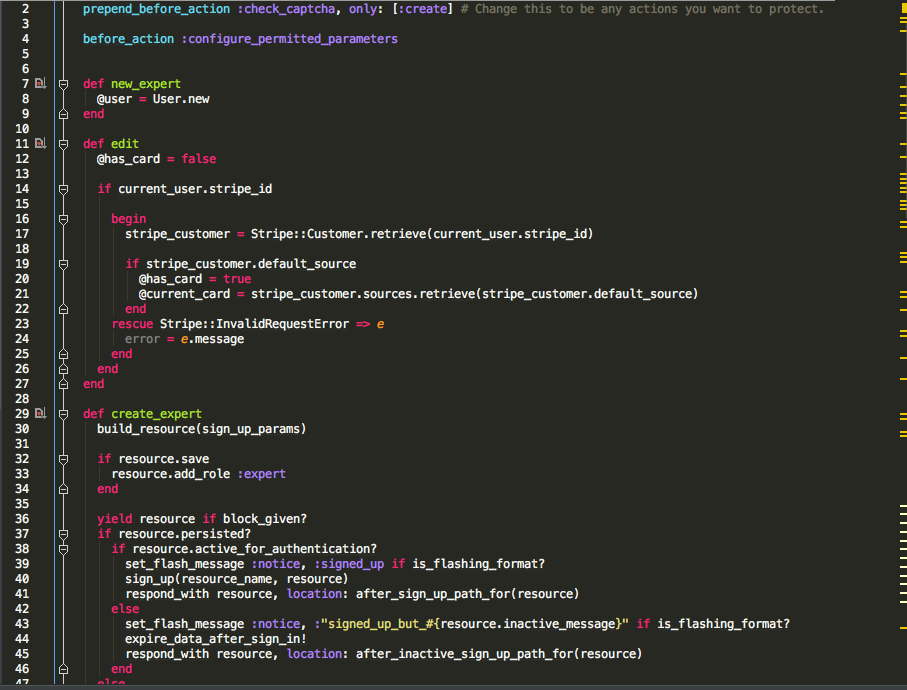 2 prepend_before_action :check_captcha, only: [:create] # Change this to be any actions you want to protect.
3
4 before_action :configure_permitted_parameters
5
6
7 def new_expert
8 @user = User.new
9 end
10
11 def edit
12 @has_card = false
13
14 if current_user.stripe_id
15
16 begin
17 stripe_customer = Stripe::Customer.retrieve(current_user.stripe_id)
18
19 if stripe_customer.default_source
20 @has_card = true
21 @current_card = stripe_customer.sources.retrieve(stripe_customer.default_source)
22 end
23 rescue Stripe::InvalidRequestError => e
24 error = e.message
25 end
26 end
27 end
28
29 def create_expert
30 build_resource(sign_up_params)
31
32 if resource.save
33 resource.add_role :expert
34 end
35
36 yield resource if block_given?
37 if resource.persisted?
38 if resource.active_for_authentication?
39 set_flash_message :notice, :signed_up if is_flashing_format?
40 sign_up(resource_name, resource)
41 respond_with resource, location: after_sign_up_path_for(resource)
42 else
43 set_flash_message :notice, :"signed_up_but_#{resource.inactive_message}" if is_flashing_format?
44 expire_data_after_sign_in!
45 respond_with resource, location: after_inactive_sign_up_path_for(resource)
46 end
47 else